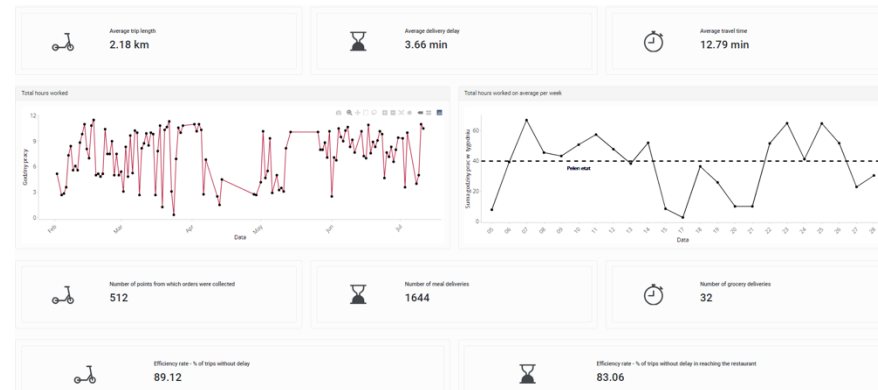 Average trip length
2.18 km
Average delivery delay
3.66 min
Average travel time
12.79 min
Total hours worked
Total hours worked on average per week
12
9
6
3
0
Godziny pracy
Feb
Mar
Apr
May
Jun
Jul
Data
60
40
20
0
Suma godziny prac w tygodniu
Pełen etat
05
06
07
08
09
10
11
12
13
14
15
17
18
19
20
21
22
23
24
25
26
27
28
Data
Number of points from which orders were collected
512
Number of meal deliveries
1644
Number of grocery deliveries
32
Efficiency rate - % of trips without delay
89.12
Efficiency rate - % of trips without delay in reaching the restaurant
83.06